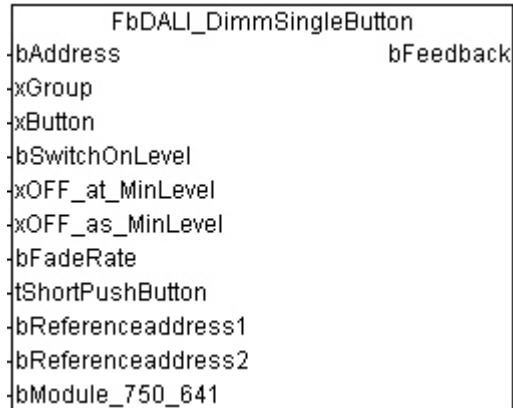 FbDALI_DimmSingleButton
bAddress bFeedback
xGroup
xButton
bSwitchOnLevel
xOFF_at_MinLevel
xOFF_as_MinLevel
bFadeRate
tShortPushButton
bReferenceaddress1
bReferenceaddress2
bModule_750_641